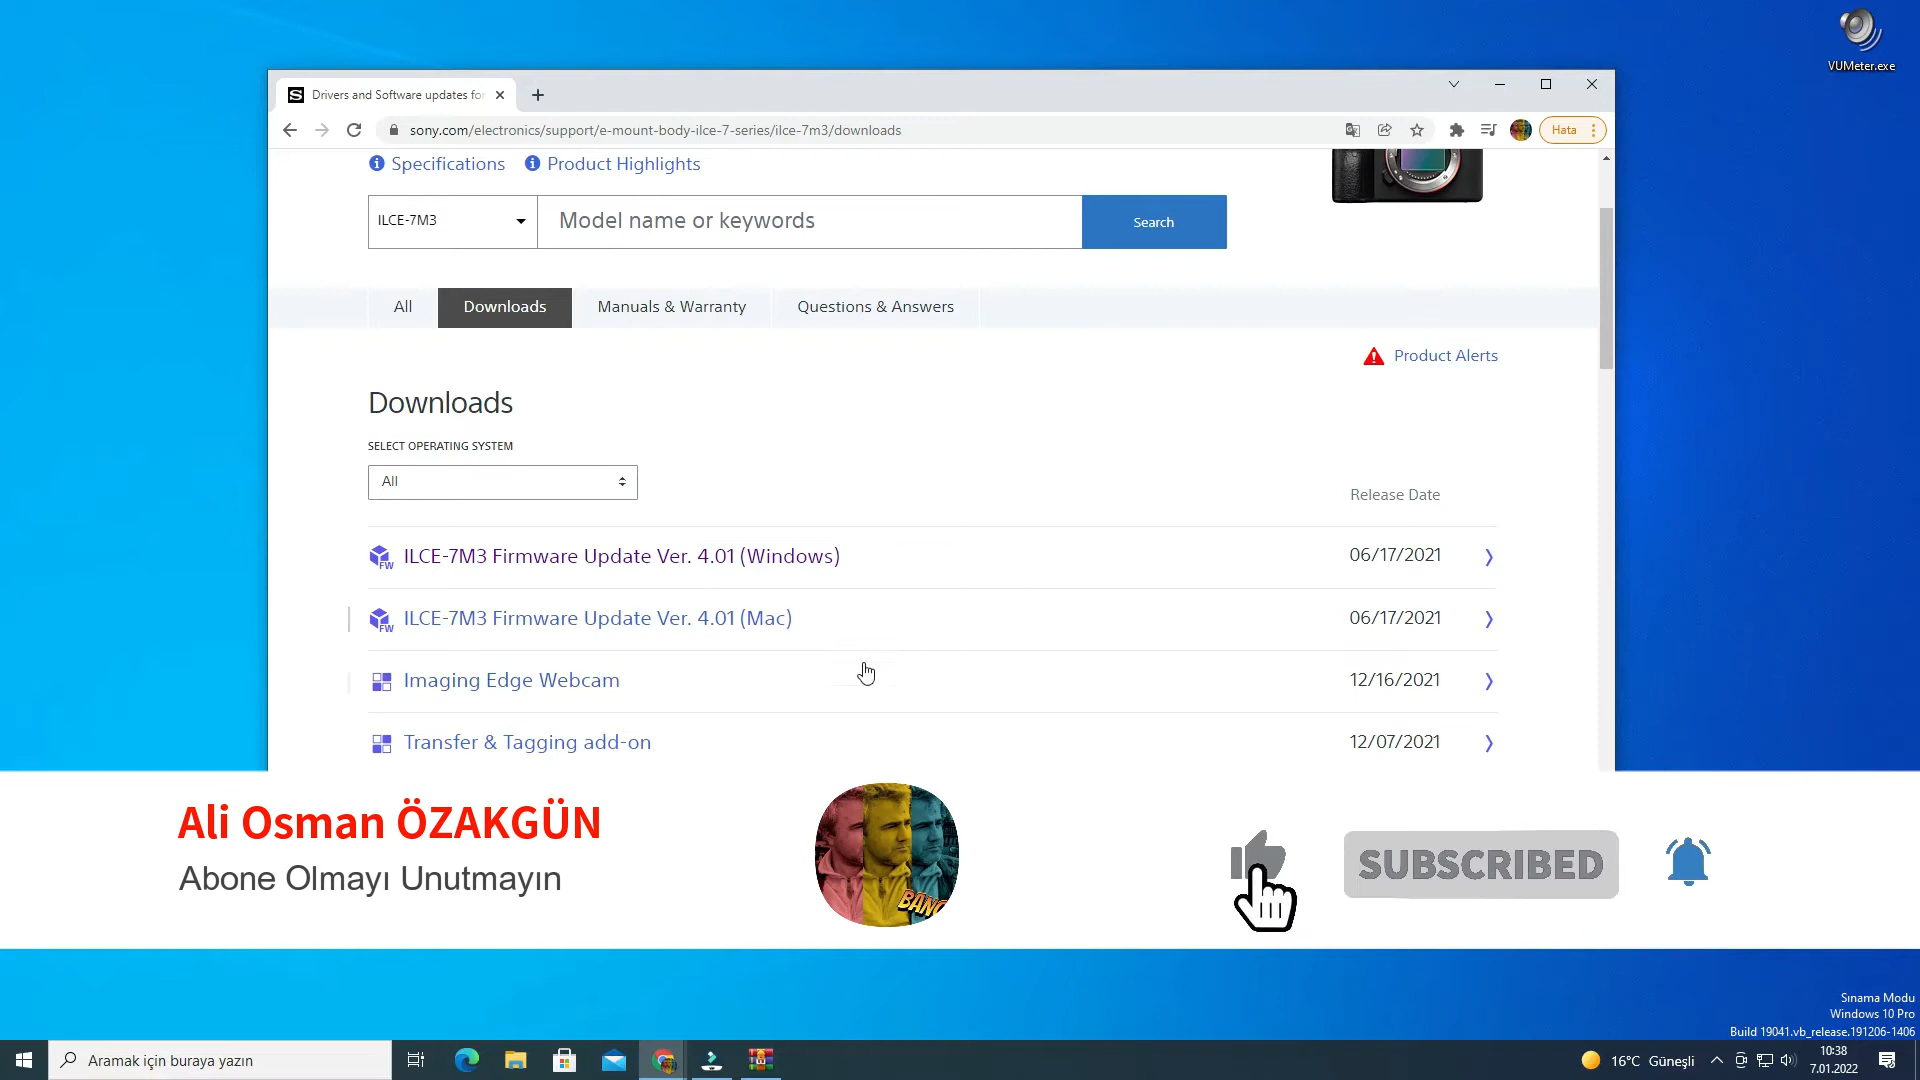 VUMeter.exe
Drivers and Software updates for
sony.com/electronics/support/e-mount-body-ilce-7-series/ilce-7m3/downloads
Hata
Specifications
Product Highlights
ILCE-7M3
Model name or keywords
Search
All
Downloads
Manuals & Warranty
Questions & Answers
Product Alerts
Downloads
SELECT OPERATING SYSTEM
All
Release Date
FW
ILCE-7M3 Firmware Update Ver. 4.01 (Windows)
06/17/2021
FW
ILCE-7M3 Firmware Update Ver. 4.01 (Mac)
06/17/2021
Imaging Edge Webcam
12/16/2021
Transfer & Tagging add-on
12/07/2021
Ali Osman ÖZAKGÜN
Abone Olmayı Unutmayın
BANG
SUBSCRIBED
Sınama Modu
Windows 10 Pro
Build 19041.vb_release.191206-1406
Aramak için buraya yazın
16°C Güneşli
10:38
7.01.2022